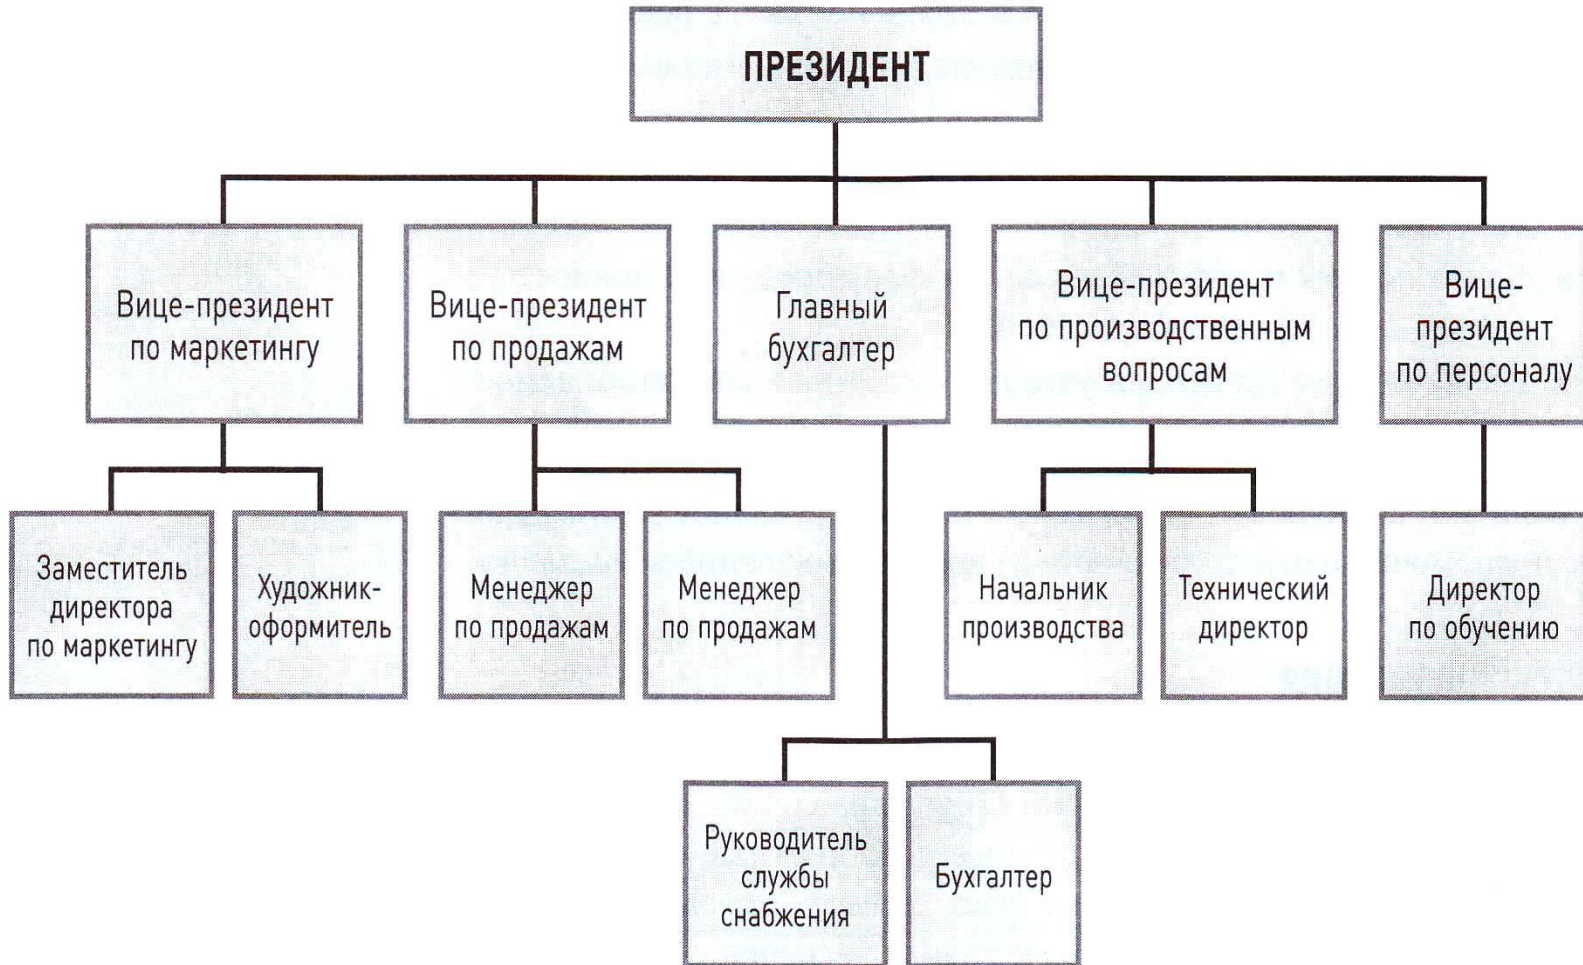 ПРЕЗИДЕНТ
Вице-президент
по маркетингу
Вице-президент
по продажам
Главный
бухгалтер
Вице-президент
по производственным
вопросам
Вице-
президент
по персоналу
Заместитель
директора
по маркетингу
Художник-
оформитель
Менеджер
по продажам
Менеджер
по продажам
Начальник
производства
Технический
директор
Директор
по обучению
Руководитель
службы
снабжения
Бухгалтер